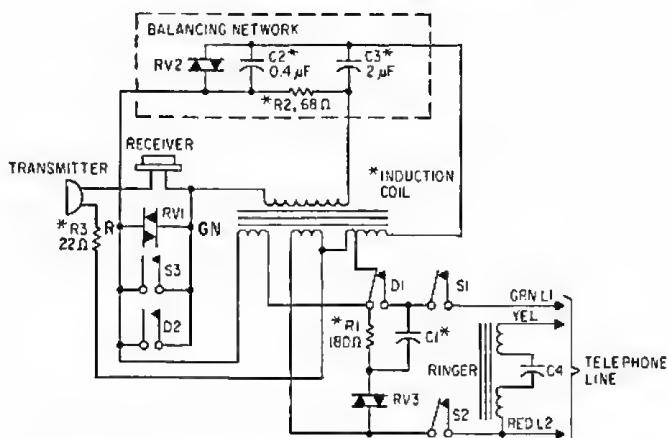 BALANCING NETWORK
RV2
C2*
0.4 μF
C3*
2 μF
*R2, 68Ω
RECEIVER
TRANSMITTER
*INDUCTION
COIL
*R3
22Ω
R
RV1
GN
S3
D2
D1
S1
GRN L1
YEL
*R1
180Ω
C1*
RINGER
C4
TELEPHONE
LINE
RV3
S2
RED L2